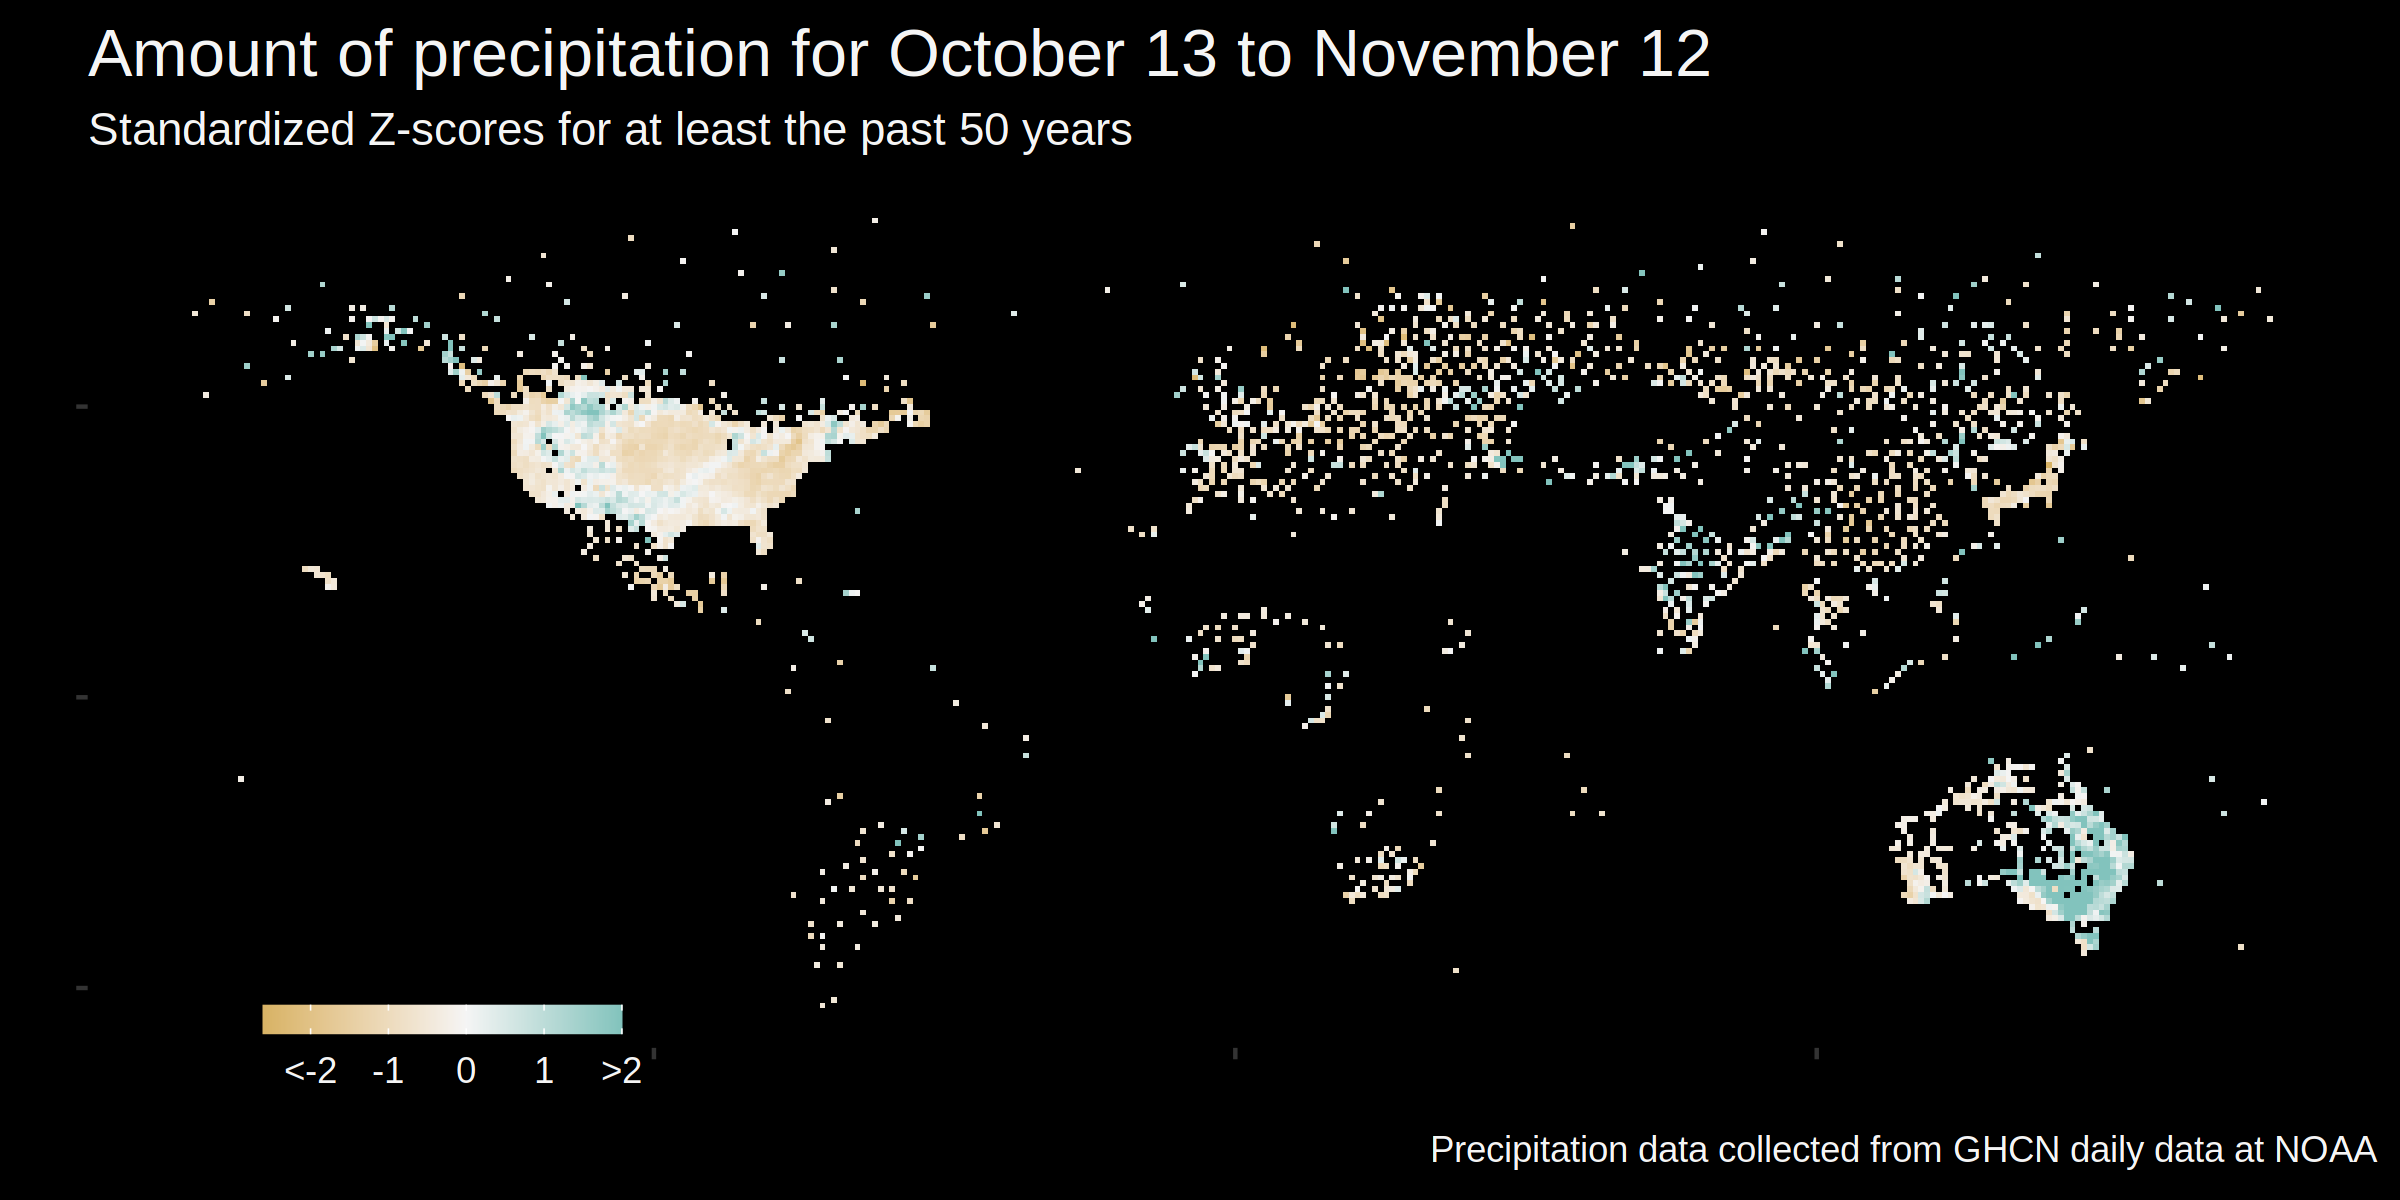 Amount of precipitation for October 13 to November 12
Standardized Z-scores for at least the past 50 years
<-2 -1 0 1 >2
Precipitation data collected from GHCN daily data at NOAA